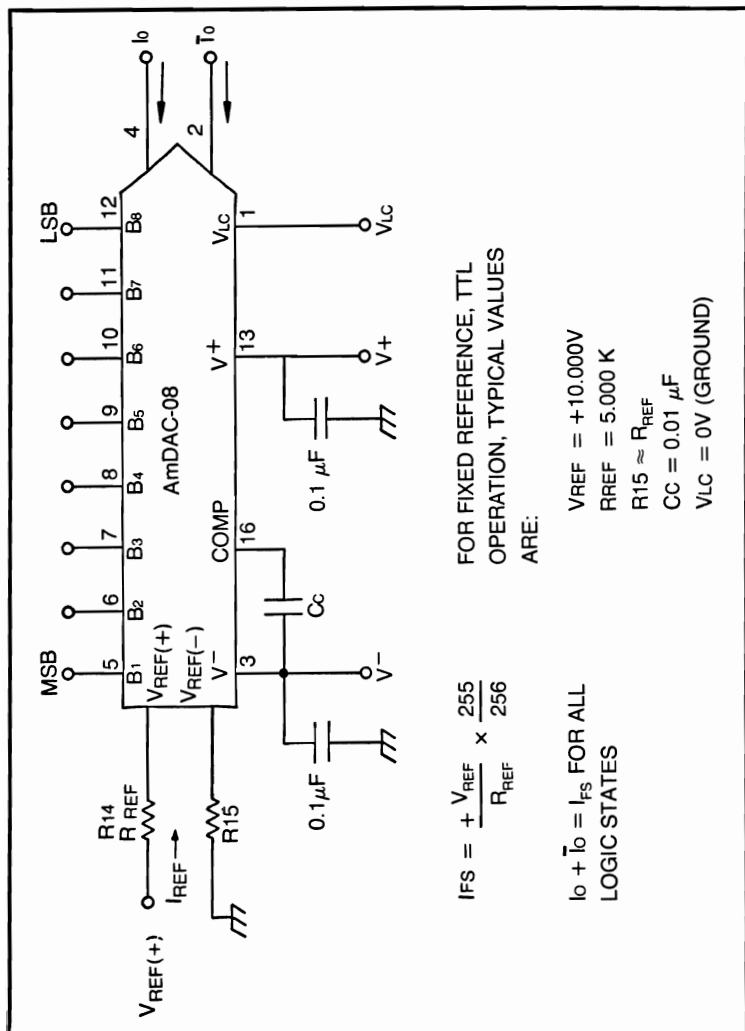 MSB
LSB
5
6
7
8
9
10
11
12
B1
B2
B3
B4
B5
B6
B7
B8
VREF(+)
R14
RREF
IREF
VREF(+)
AmDAC-08
4
Io
VREF(−)
R15
2
Īo
V−
COMP
V+
VLC
3
16
13
1
Cc
0.1μF
0.1 μF
V−
V+
VLC
IFS = + VREF / RREF × 255 / 256
Io + Īo = IFS FOR ALL
LOGIC STATES
FOR FIXED REFERENCE, TTL
OPERATION, TYPICAL VALUES
ARE:
VREF = +10.000V
RREF = 5.000 K
R15 ≈ RREF
CC = 0.01 μF
VLC = 0V (GROUND)